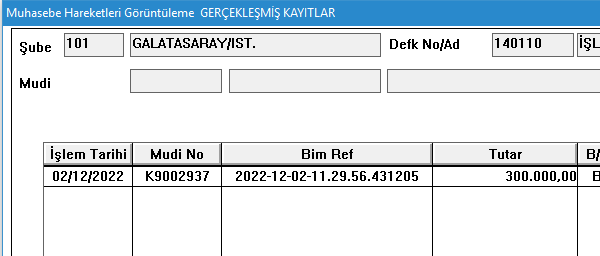 Muhasebe Hareketleri Görüntüleme GERÇEKLEŞMİŞ KAYITLAR
Şube 101 GALATASARAY/IST. Defk No/Ad 140110 İŞL
Mudi
İşlem Tarihi Mudi No Bim Ref Tutar B/
02/12/2022 K9002937 2022-12-02-11.29.56.431205 300.000,00 B